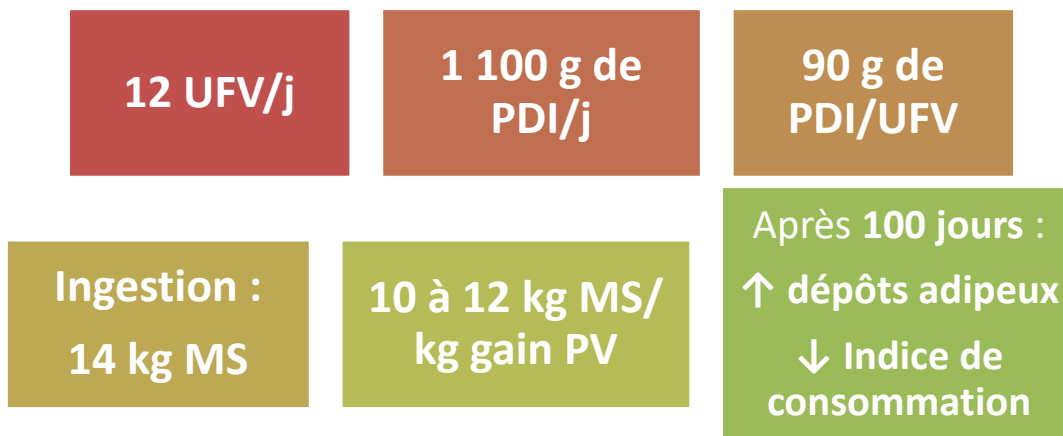 12 UFV/j
1 100 g de
PDI/j
90 g de
PDI/UFV
Ingestion :
14 kg MS
10 à 12 kg MS/
kg gain PV
Après 100 jours :
↑ dépôts adipeux
↓ Indice de
consommation